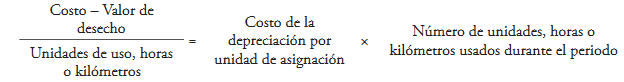 Costo – Valor de
desecho
Unidades de uso, horas
o kilómetros
=
Costo de la
depreciación por
unidad de asignación
×
Número de unidades, horas o
kilómetros usados durante el periodo